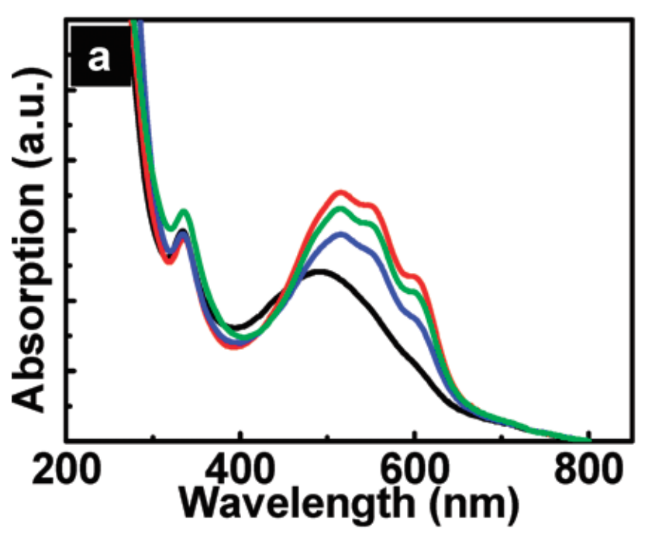 a
Absorption (a.u.)
200 400 600 800
Wavelength (nm)